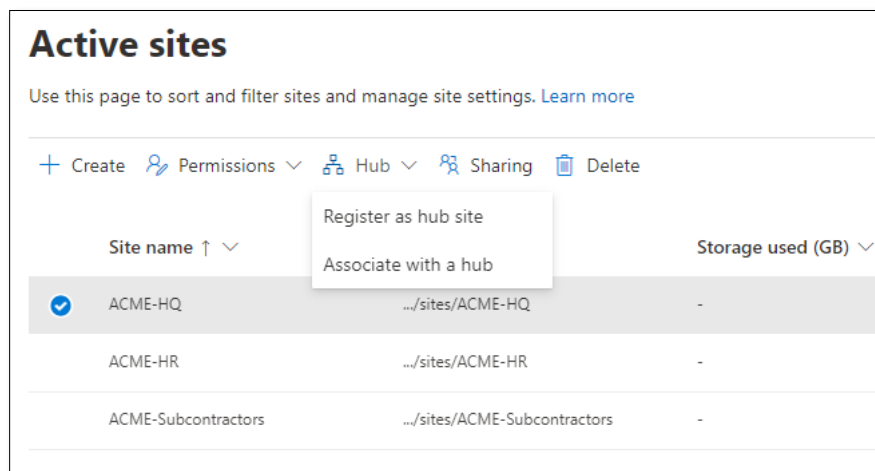 Active sites
Use this page to sort and filter sites and manage site settings. Learn more
Create Permissions Hub Sharing Delete
Register as hub site
Site name ↑ Storage used (GB)
Associate with a hub
ACME-HQ .../sites/ACME-HQ -
ACME-HR .../sites/ACME-HR -
ACME-Subcontractors .../sites/ACME-Subcontractors -